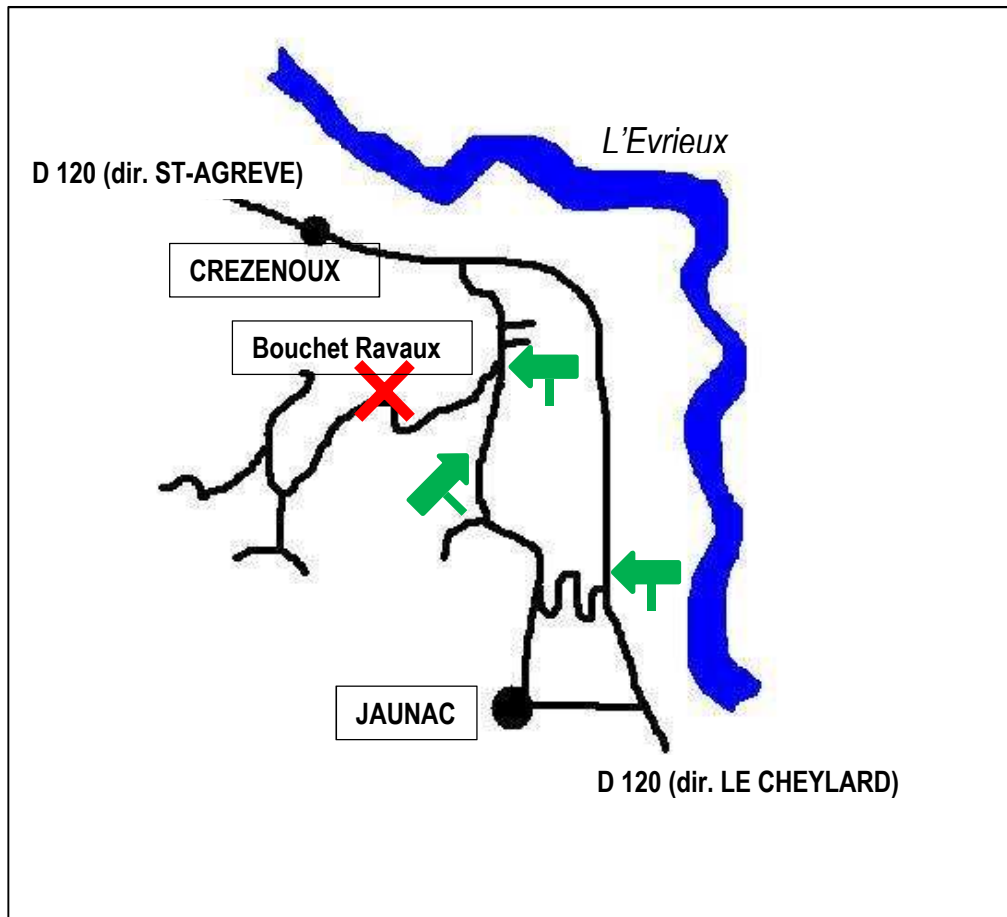 L'Evrieux
D 120 (dir. ST-AGREVE)
CREZENOUX
Bouchet Ravaux
JAUNAC
D 120 (dir. LE CHEYLARD)